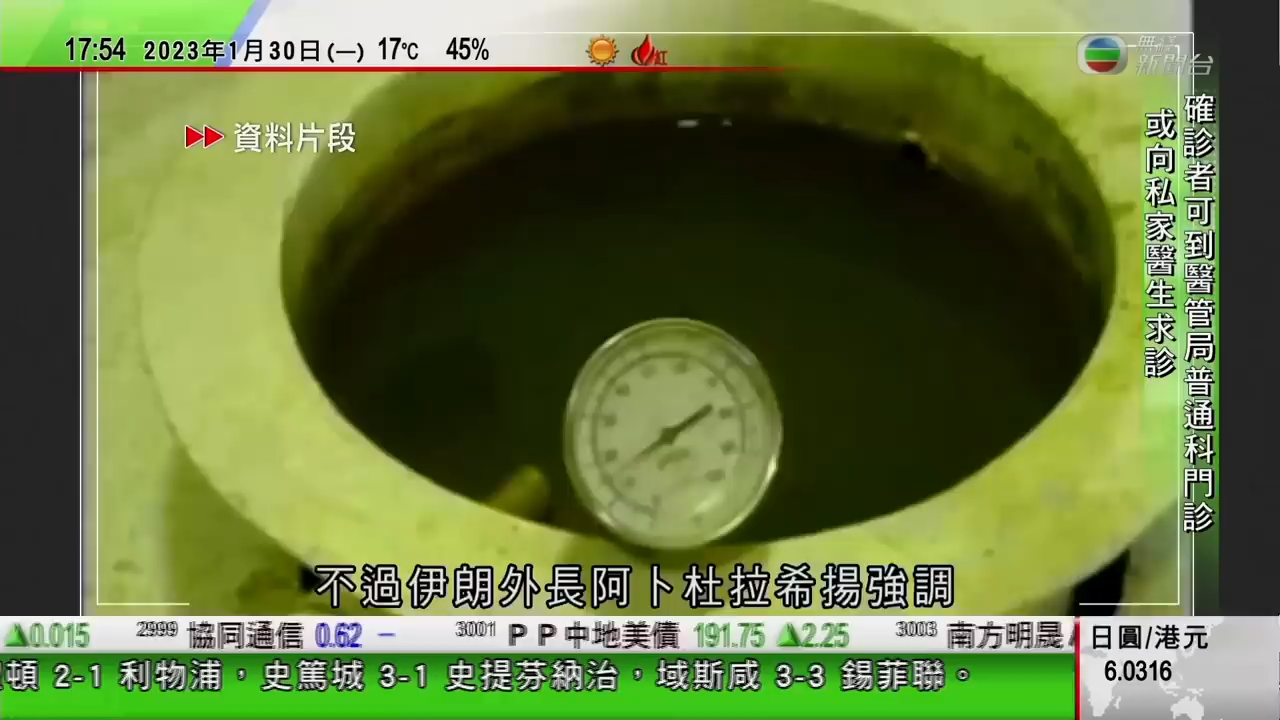 17:54 2023年1月30日(一) 17℃ 45%
紅
無綫
新聞台
資料片段
確診者可到醫管局普通科門診
或向私家醫生求診
不過伊朗外長阿卜杜拉希揚強調
▲0.015 2999 協同通信 0.62 − 3001 ＰＰ中地美債 191.75 ▲2.25 3003 南方明晟
日圓/港元
6.0316
頓 2-1 利物浦，史篤城 3-1 史提芬納治，域斯咸 3-3 錫菲聯。